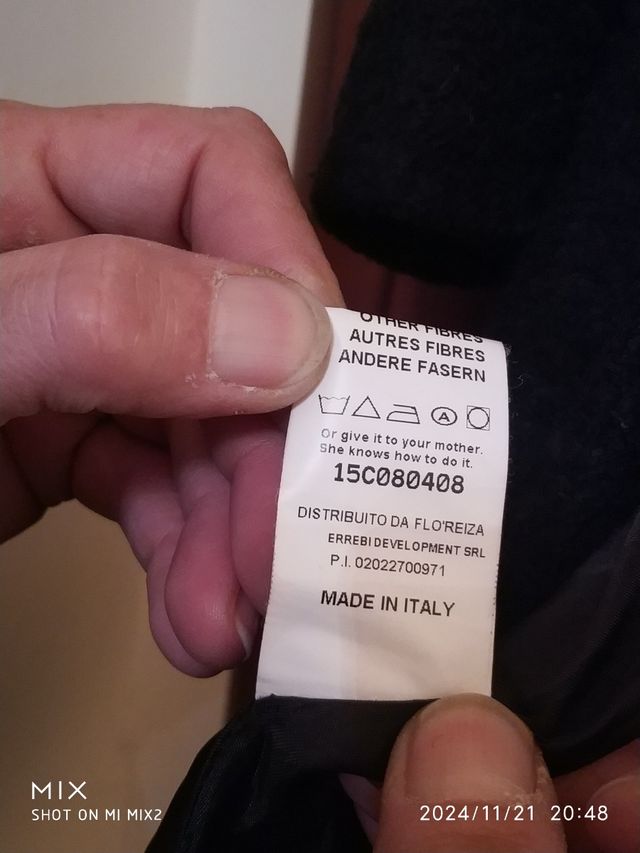 OTHER FIBRES
AUTRES FIBRES
ANDERE FASERN
A
Or give it to your mother.
She knows how to do it.
15C080408
DISTRIBUITO DA FLO'REIZA
ERREBI DEVELOPMENT SRL
P.I. 02022700971
MADE IN ITALY
MIX
SHOT ON MI MIX2
2024/11/21 20:48